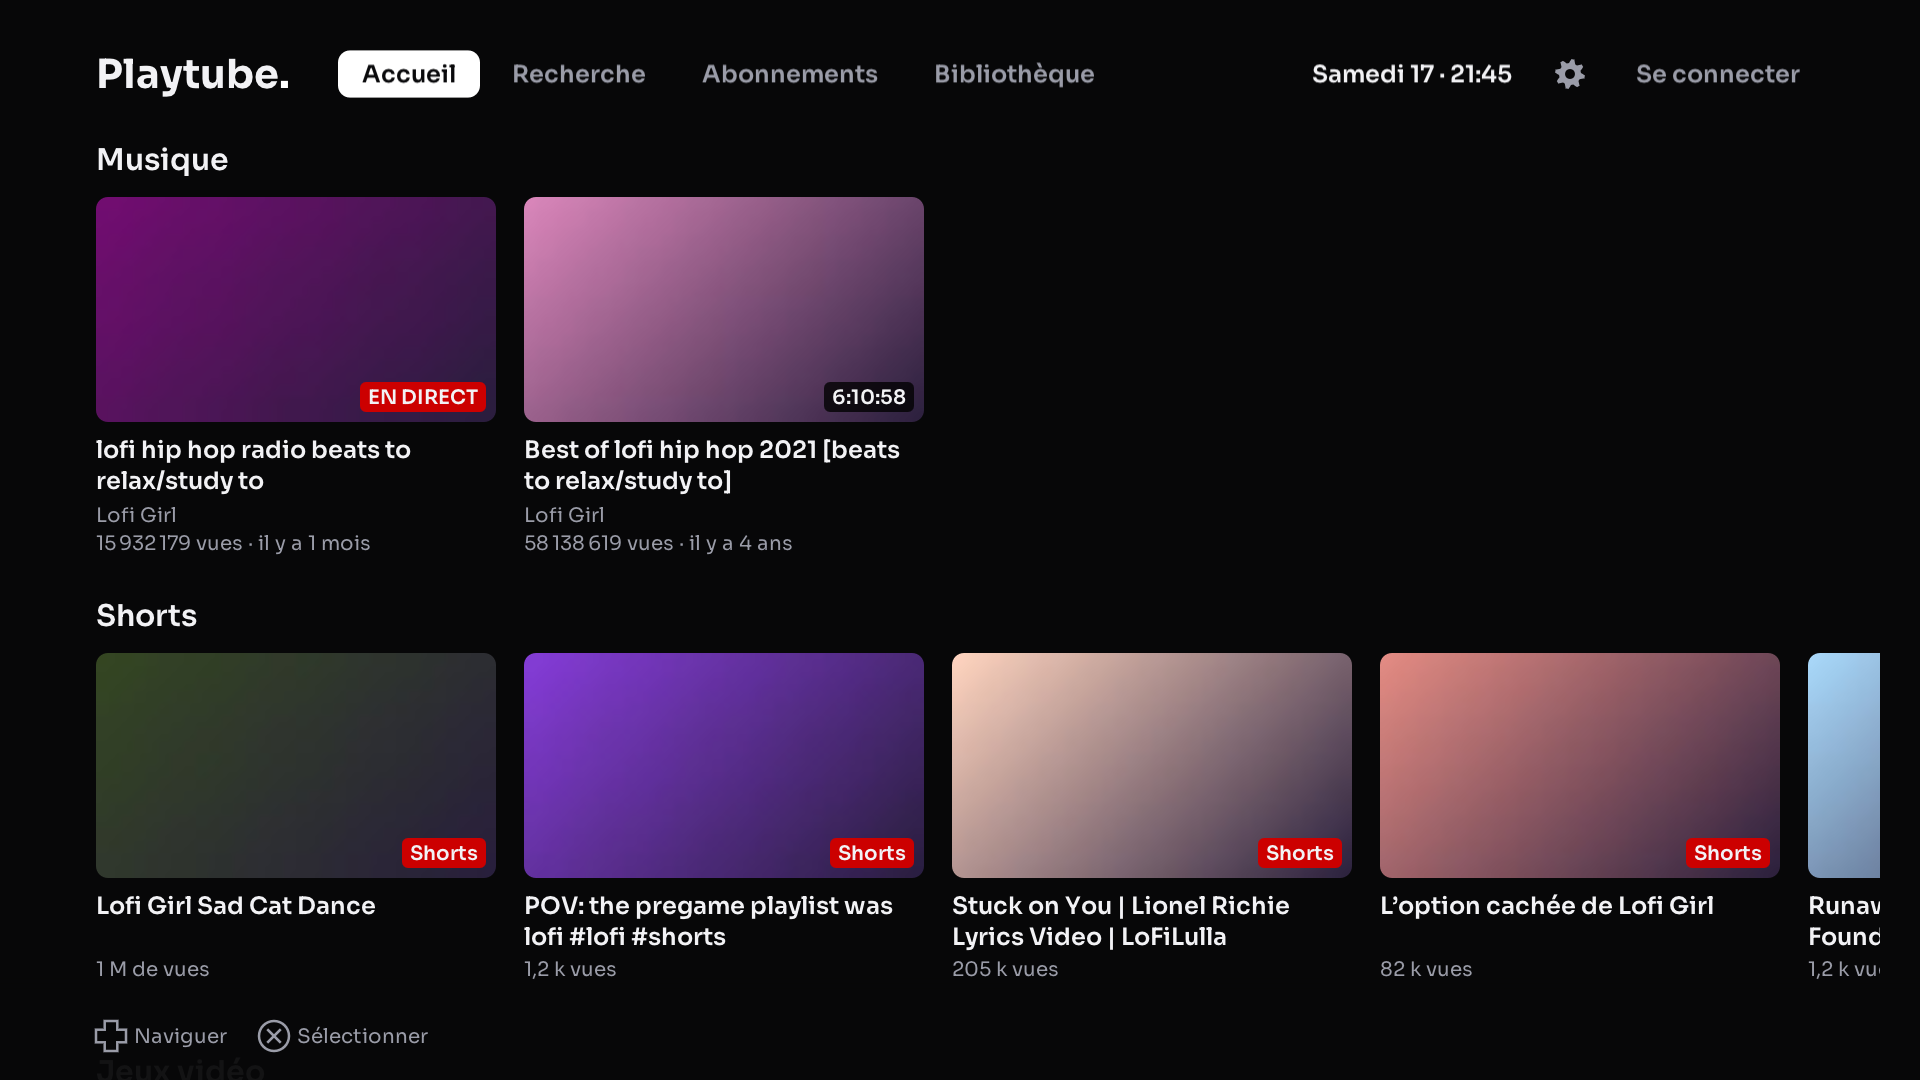 Playtube.
Accueil
Recherche
Abonnements
Bibliothèque
Samedi 17 · 21:45
Se connecter
Musique
EN DIRECT
6:10:58
lofi hip hop radio beats to
relax/study to
Lofi Girl
15 932 179 vues · il y a 1 mois
Best of lofi hip hop 2021 [beats
to relax/study to]
Lofi Girl
58 138 619 vues · il y a 4 ans
Shorts
Shorts
Shorts
Shorts
Shorts
Lofi Girl Sad Cat Dance
1 M de vues
POV: the pregame playlist was
lofi #lofi #shorts
1,2 k vues
Stuck on You | Lionel Richie
Lyrics Video | LoFiLulla
205 k vues
L’option cachée de Lofi Girl
82 k vues
Found
1,2 k
Naviguer
Sélectionner
Jeux vidéo